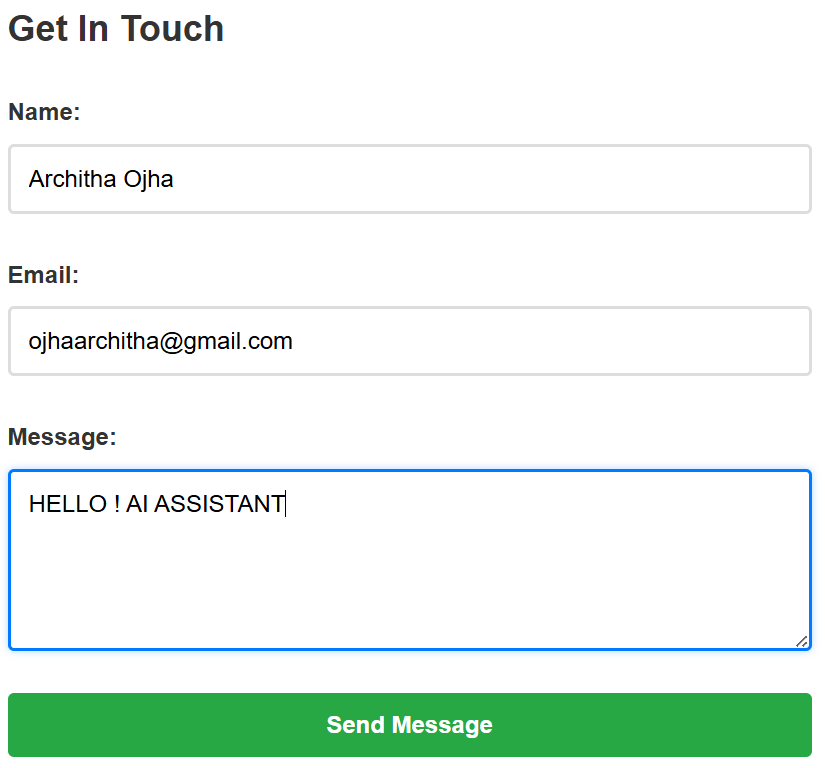 Get In Touch
Name:
Architha Ojha
Email:
ojhaarchitha@gmail.com
Message:
HELLO ! AI ASSISTANT
Send Message